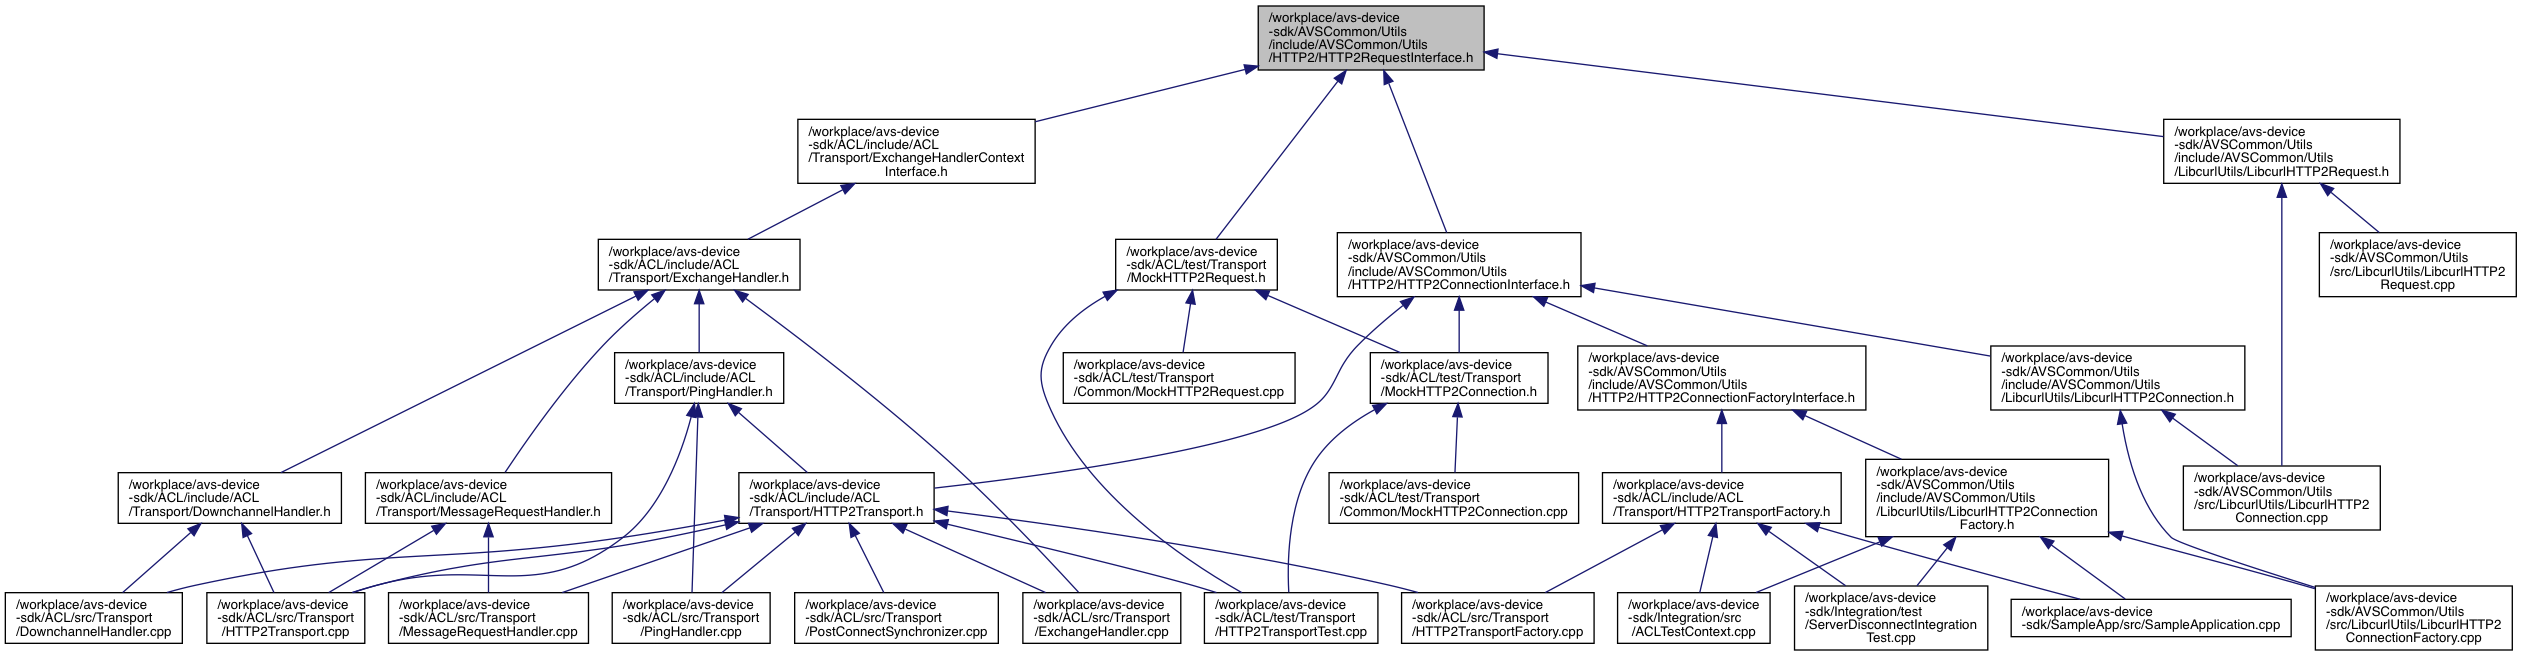 /workplace/avs-device
-sdk/AVSCommon/Utils
/include/AVSCommon/Utils
/HTTP2/HTTP2RequestInterface.h
/workplace/avs-device
-sdk/ACL/include/ACL
/Transport/ExchangeHandlerContext
Interface.h
/workplace/avs-device
-sdk/AVSCommon/Utils
/include/AVSCommon/Utils
/LibcurlUtils/LibcurlHTTP2Request.h
/workplace/avs-device
-sdk/ACL/include/ACL
/Transport/ExchangeHandler.h
/workplace/avs-device
-sdk/ACL/test/Transport
/MockHTTP2Request.h
/workplace/avs-device
-sdk/AVSCommon/Utils
/include/AVSCommon/Utils
/HTTP2/HTTP2ConnectionInterface.h
/workplace/avs-device
-sdk/AVSCommon/Utils
/src/LibcurlUtils/LibcurlHTTP2
Request.cpp
/workplace/avs-device
-sdk/ACL/include/ACL
/Transport/PingHandler.h
/workplace/avs-device
-sdk/ACL/test/Transport
/Common/MockHTTP2Request.cpp
/workplace/avs-device
-sdk/ACL/test/Transport
/MockHTTP2Connection.h
/workplace/avs-device
-sdk/AVSCommon/Utils
/include/AVSCommon/Utils
/HTTP2/HTTP2ConnectionFactoryInterface.h
/workplace/avs-device
-sdk/AVSCommon/Utils
/include/AVSCommon/Utils
/LibcurlUtils/LibcurlHTTP2Connection.h
/workplace/avs-device
-sdk/ACL/include/ACL
/Transport/DownchannelHandler.h
/workplace/avs-device
-sdk/ACL/include/ACL
/Transport/MessageRequestHandler.h
/workplace/avs-device
-sdk/ACL/include/ACL
/Transport/HTTP2Transport.h
/workplace/avs-device
-sdk/ACL/test/Transport
/Common/MockHTTP2Connection.cpp
/workplace/avs-device
-sdk/ACL/include/ACL
/Transport/HTTP2TransportFactory.h
/workplace/avs-device
-sdk/AVSCommon/Utils
/include/AVSCommon/Utils
/LibcurlUtils/LibcurlHTTP2Connection
Factory.h
/workplace/avs-device
-sdk/AVSCommon/Utils
/src/LibcurlUtils/LibcurlHTTP2
Connection.cpp
/workplace/avs-device
-sdk/ACL/src/Transport
/DownchannelHandler.cpp
/workplace/avs-device
-sdk/ACL/src/Transport
/HTTP2Transport.cpp
/workplace/avs-device
-sdk/ACL/src/Transport
/MessageRequestHandler.cpp
/workplace/avs-device
-sdk/ACL/src/Transport
/PingHandler.cpp
/workplace/avs-device
-sdk/ACL/src/Transport
/PostConnectSynchronizer.cpp
/workplace/avs-device
-sdk/ACL/src/Transport
/ExchangeHandler.cpp
/workplace/avs-device
-sdk/ACL/test/Transport
/HTTP2TransportTest.cpp
/workplace/avs-device
-sdk/ACL/src/Transport
/HTTP2TransportFactory.cpp
/workplace/avs-device
-sdk/Integration/src
/ACLTestContext.cpp
/workplace/avs-device
-sdk/Integration/test
/ServerDisconnectIntegration
Test.cpp
/workplace/avs-device
-sdk/SampleApp/src/SampleApplication.cpp
/workplace/avs-device
-sdk/AVSCommon/Utils
/src/LibcurlUtils/LibcurlHTTP2
ConnectionFactory.cpp